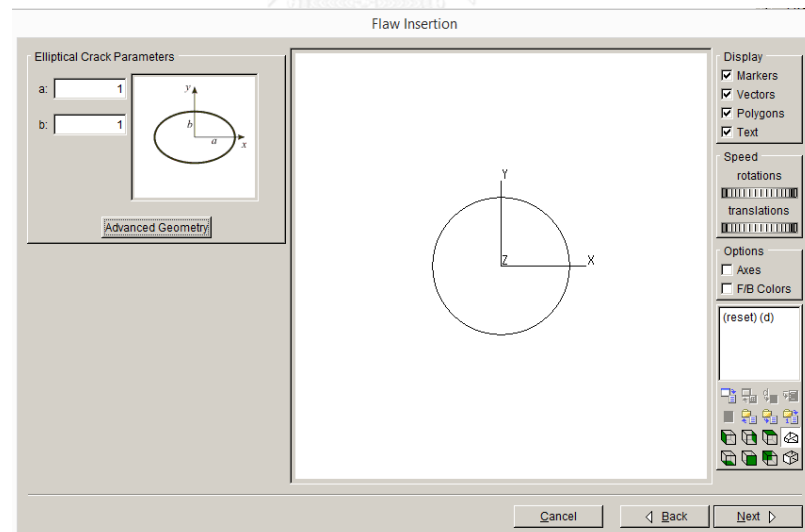 Flaw Insertion
Elliptical Crack Parameters
a: 1
b: 1
y
b
a
x
Advanced Geometry
Y
Z
X
Display
Markers
Vectors
Polygons
Text
Speed
rotations
translations
Options
Axes
F/B Colors
(reset) (d)
Cancel
Back
Next